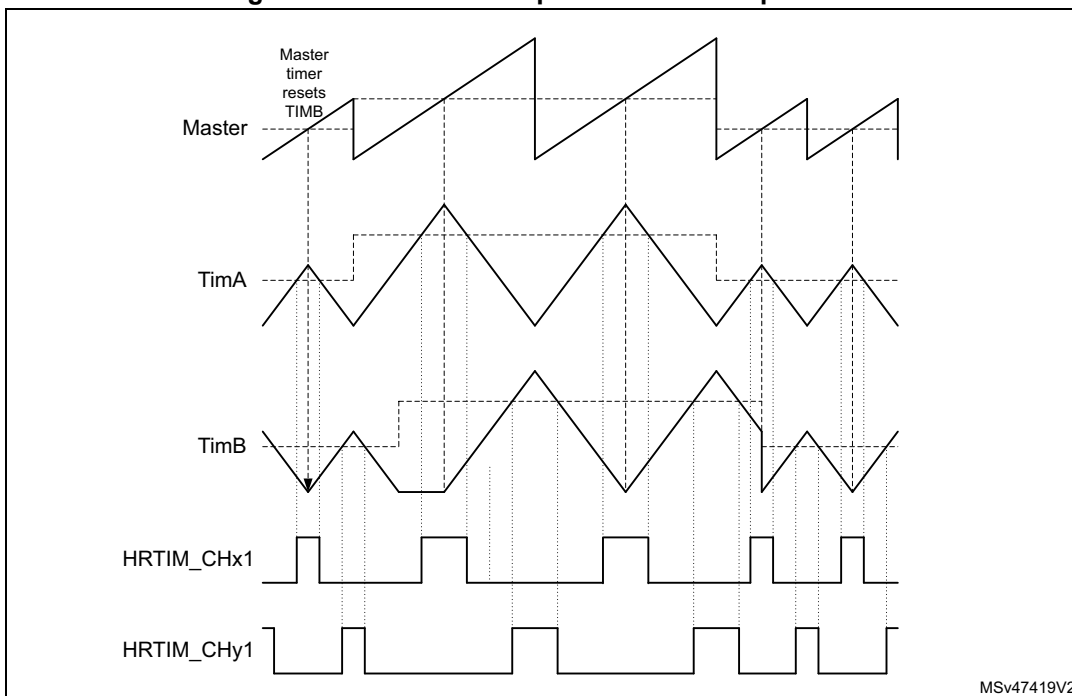 Master
timer
resets
TIMB
Master
TimA
TimB
HRTIM_CHx1
HRTIM_CHy1
MSv47419V2